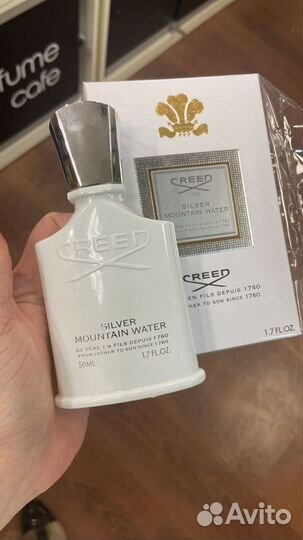 fume
cafe
CREED
1760
SILVER
MOUNTAIN WATER
CREED
DE PÈRE EN FILS DEPUIS 1760
FROM FATHER TO SON SINCE 1760
1.7 FL.OZ.
CREED
SILVER
MOUNTAIN WATER
DE PÈRE EN FILS DEPUIS 1760
FROM FATHER TO SON SINCE 1760
50ML 1.7 FL.OZ.
Avito